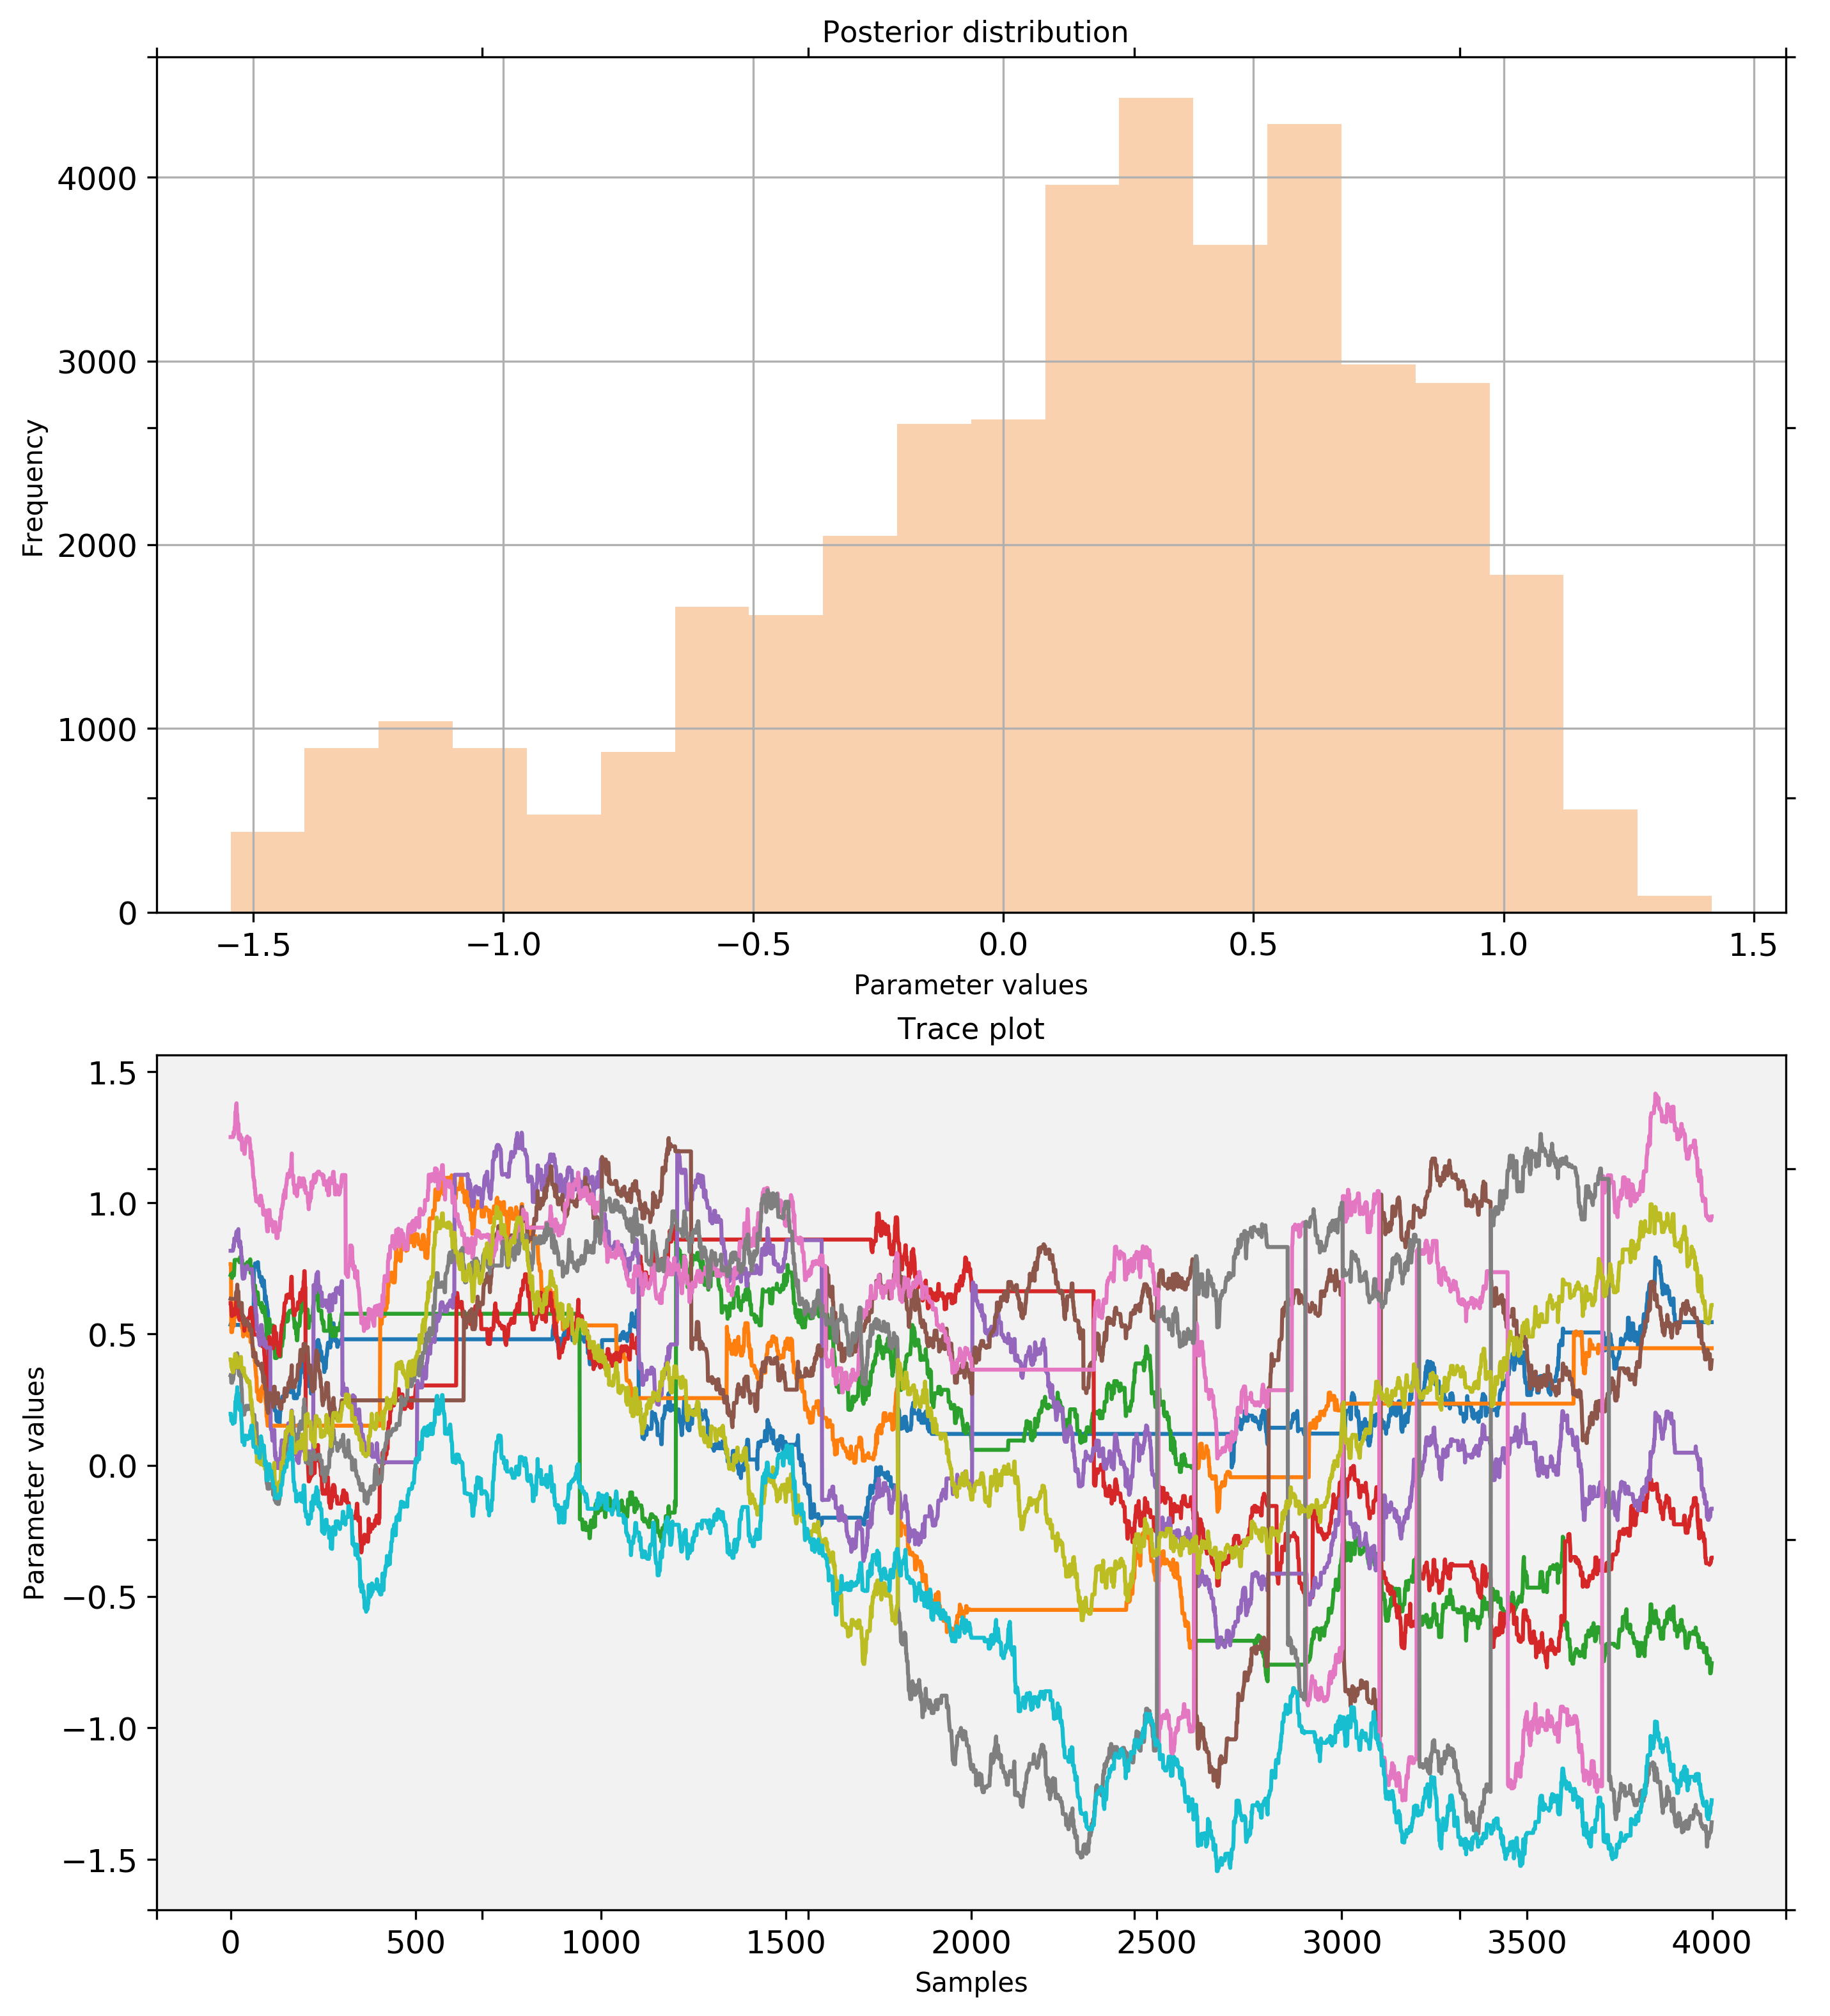 Posterior distribution
4000
3000
2000
1000
0
Frequency
−1.5 −1.0 −0.5 0.0 0.5 1.0 1.5
Parameter values
Trace plot
1.5
1.0
0.5
0.0
−0.5
−1.0
−1.5
Parameter values
0 500 1000 1500 2000 2500 3000 3500 4000
Samples